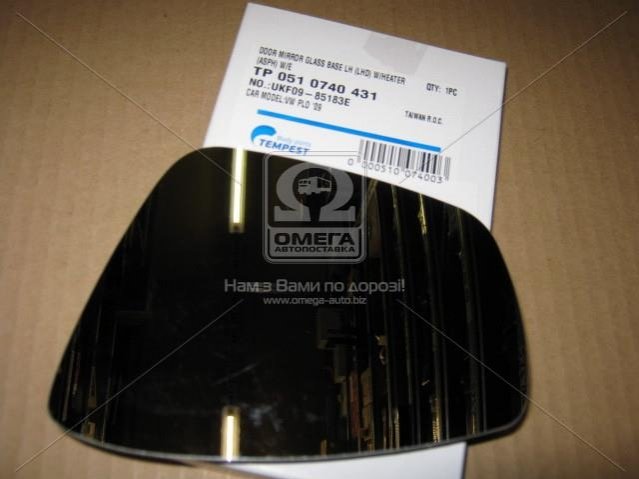 DOOR MIRROR GLASS BASE LH (LHD) W/HEATER
(ASPH) W/E
QTY: 1PC
TP 051 0740 431
NO.:UKF09-85183E
CAR MODEL:VW PLO '09
TAIWAN R.O.C.
TEMPEST
0 000510 074003
ОМЕГА
АВТОПОСТАВКА
Нам з Вами по дорозі!
www.omega-auto.biz